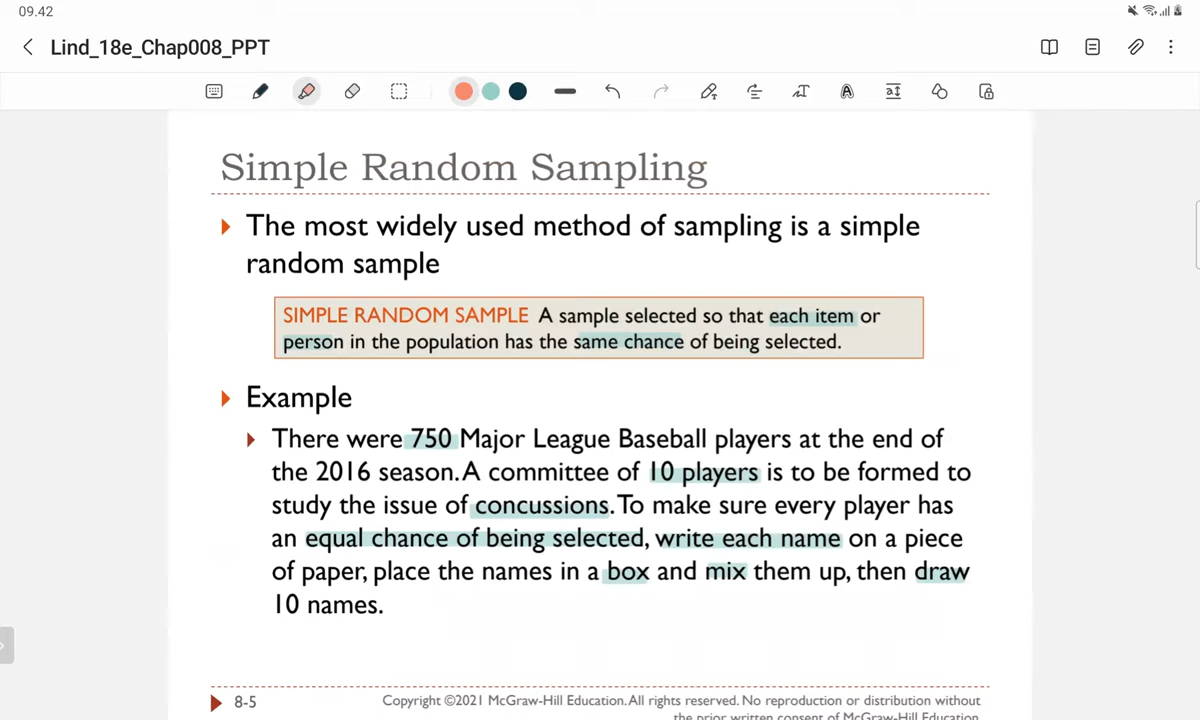 09.42
Lind_18e_Chap008_PPT
Simple Random Sampling
The most widely used method of sampling is a simple
random sample
SIMPLE RANDOM SAMPLE A sample selected so that each item or
person in the population has the same chance of being selected.
Example
There were 750 Major League Baseball players at the end of
the 2016 season. A committee of 10 players is to be formed to
study the issue of concussions. To make sure every player has
an equal chance of being selected, write each name on a piece
of paper, place the names in a box and mix them up, then draw
10 names.
8-5
Copyright ©2021 McGraw-Hill Education. All rights reserved. No reproduction or distribution without
the prior written consent of McGraw-Hill Education.